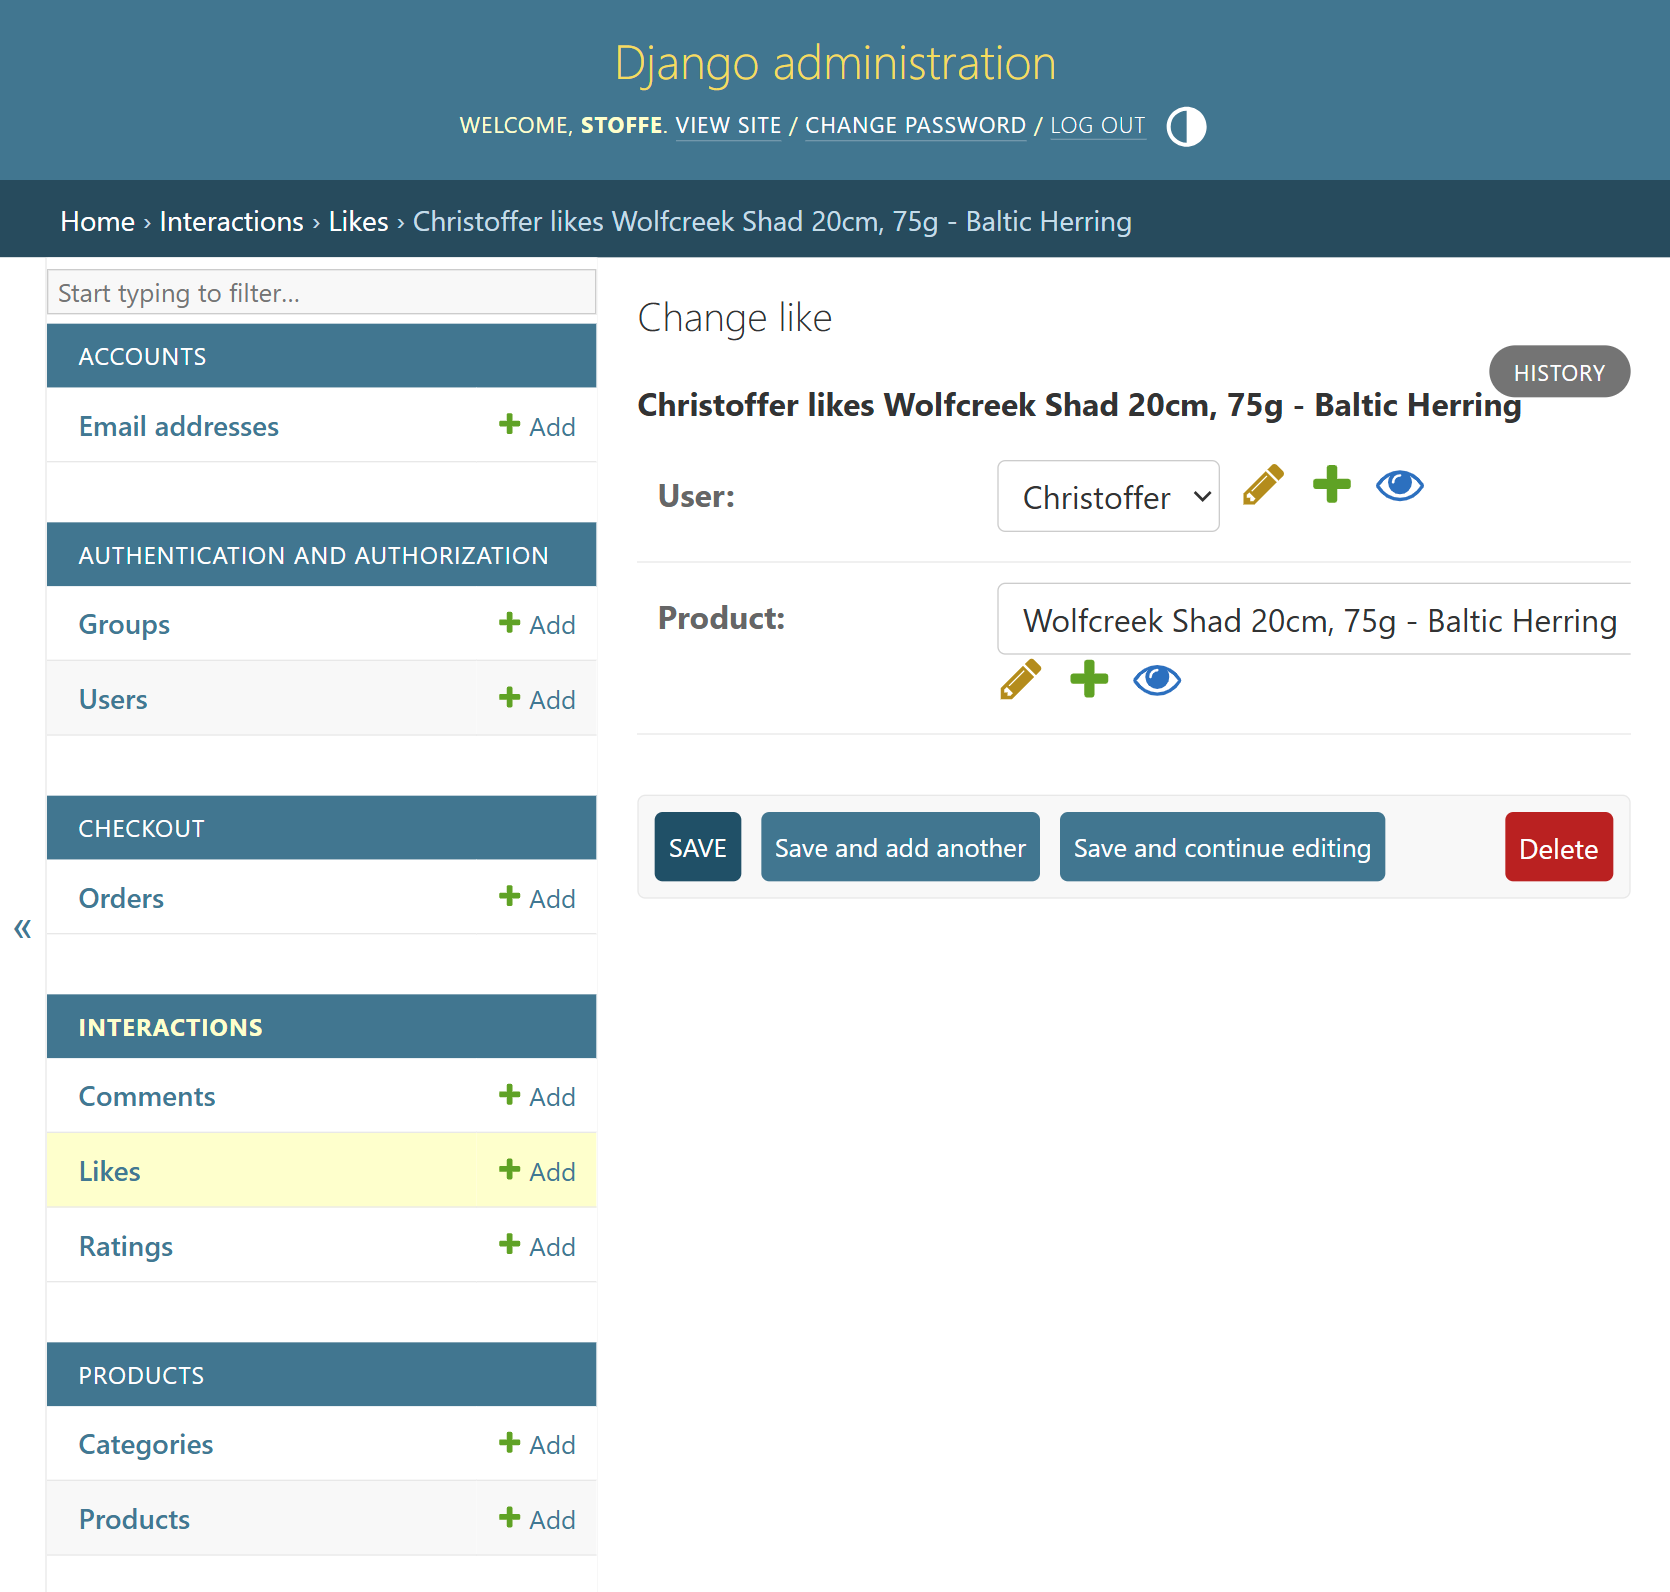 Django administration
WELCOME, STOFFE. VIEW SITE / CHANGE PASSWORD / LOG OUT
Home › Interactions › Likes › Christoffer likes Wolfcreek Shad 20cm, 75g - Baltic Herring
Start typing to filter...
ACCOUNTS
Email addresses Add
AUTHENTICATION AND AUTHORIZATION
Groups Add
Users Add
CHECKOUT
Orders Add
«
INTERACTIONS
Comments Add
Likes Add
Ratings Add
PRODUCTS
Categories Add
Products Add
Change like
HISTORY
Christoffer likes Wolfcreek Shad 20cm, 75g - Baltic Herring
User: Christoffer
Product: Wolfcreek Shad 20cm, 75g - Baltic Herring
SAVE Save and add another Save and continue editing Delete